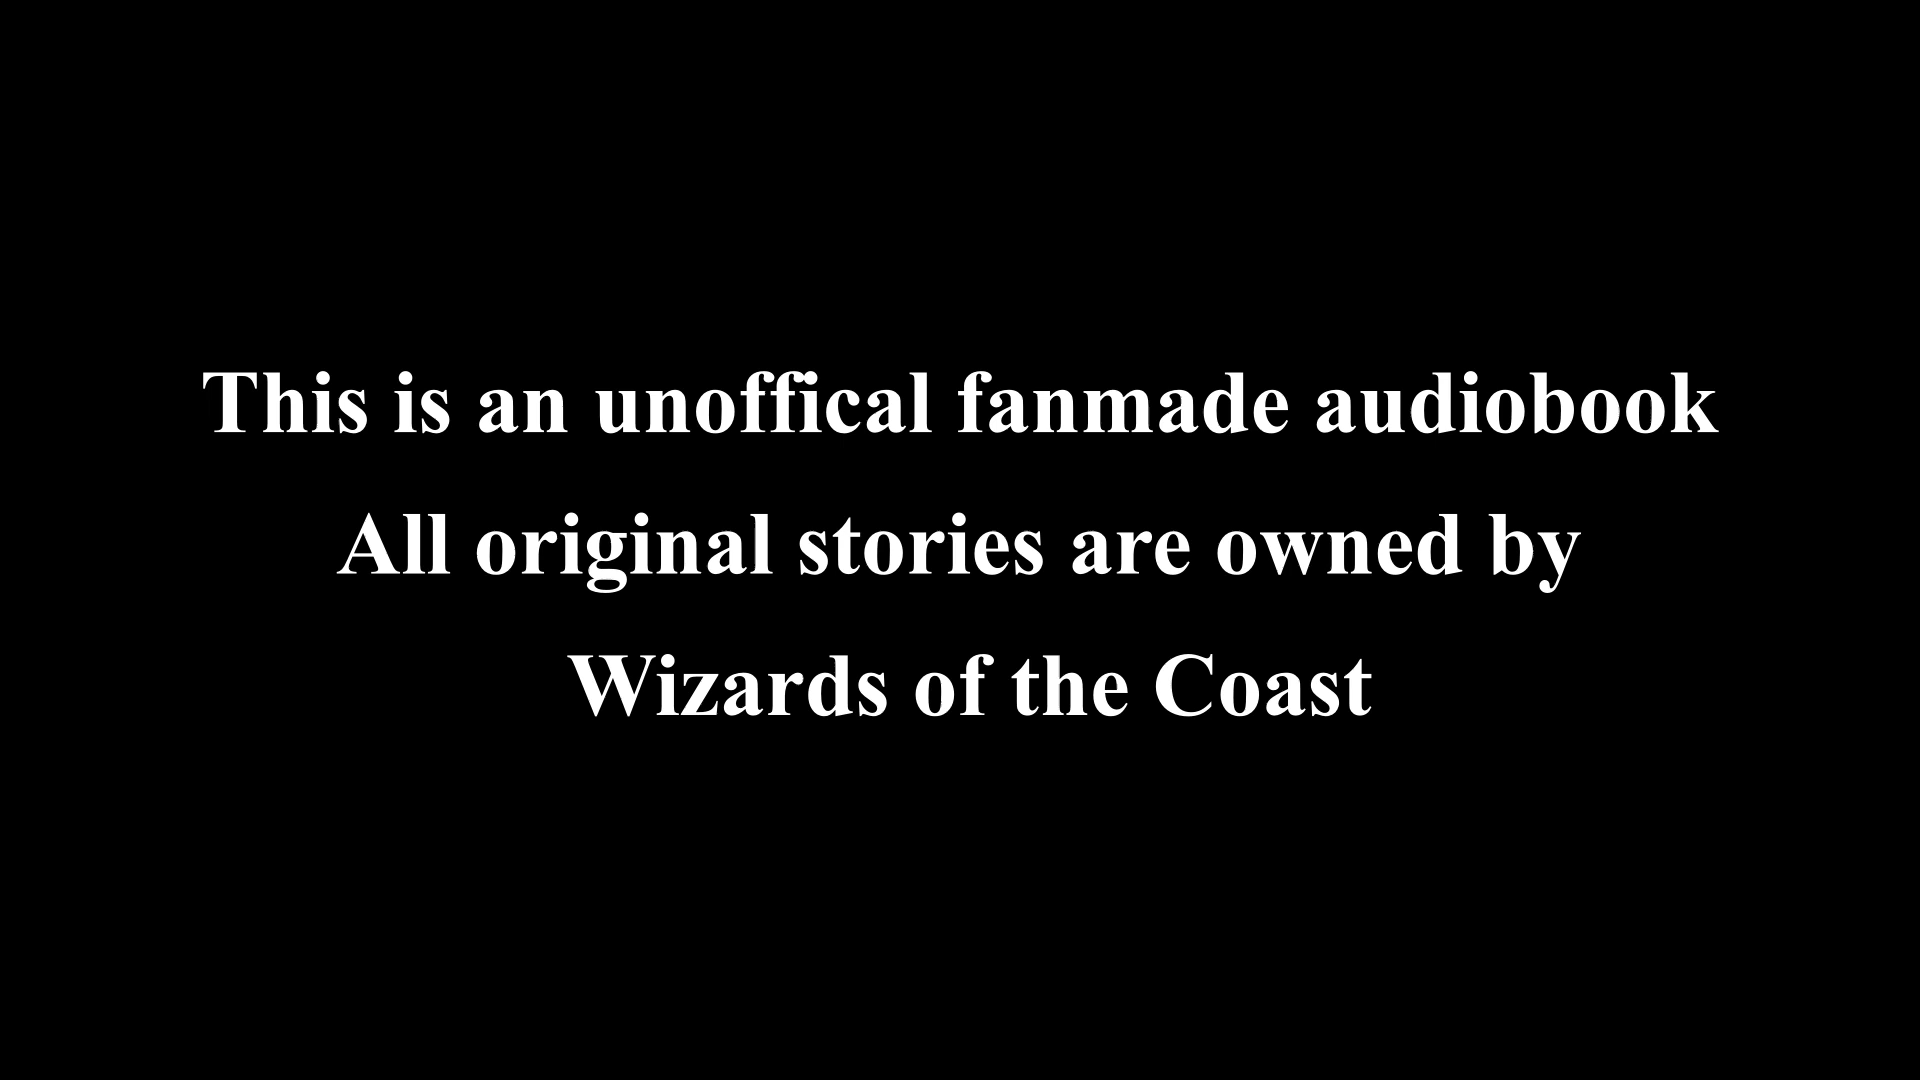 This is an unoffical fanmade audiobook
All original stories are owned by
Wizards of the Coast